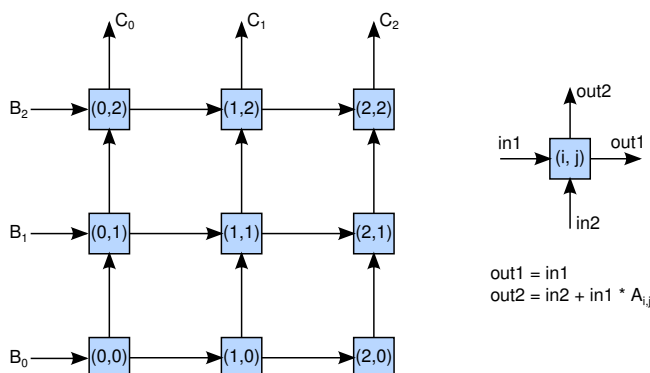 C₀ C₁ C₂
B₂ (0,2) (1,2) (2,2)
out2
in1 (i, j) out1
B₁ (0,1) (1,1) (2,1)
in2
out1 = in1
out2 = in2 + in1 * Aᵢ,ⱼ
B₀ (0,0) (1,0) (2,0)